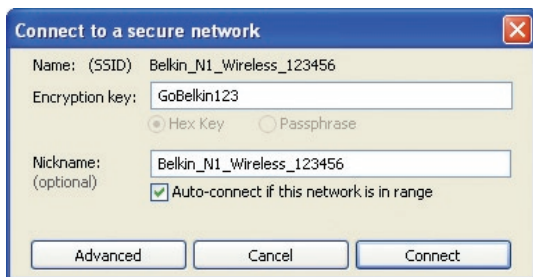 Connect to a secure network
Name: (SSID) Belkin_N1_Wireless_123456
Encryption key: GoBelkin123
Hex Key Passphrase
Nickname: Belkin_N1_Wireless_123456
(optional)
Auto-connect if this network is in range
Advanced Cancel Connect